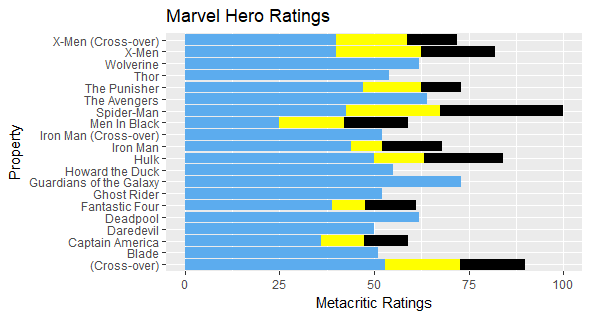 Marvel Hero Ratings
Property
X-Men (Cross-over)
X-Men
Wolverine
Thor
The Punisher
The Avengers
Spider-Man
Men In Black
Iron Man (Cross-over)
Iron Man
Hulk
Howard the Duck
Guardians of the Galaxy
Ghost Rider
Fantastic Four
Deadpool
Daredevil
Captain America
Blade
(Cross-over)
0 25 50 75 100
Metacritic Ratings